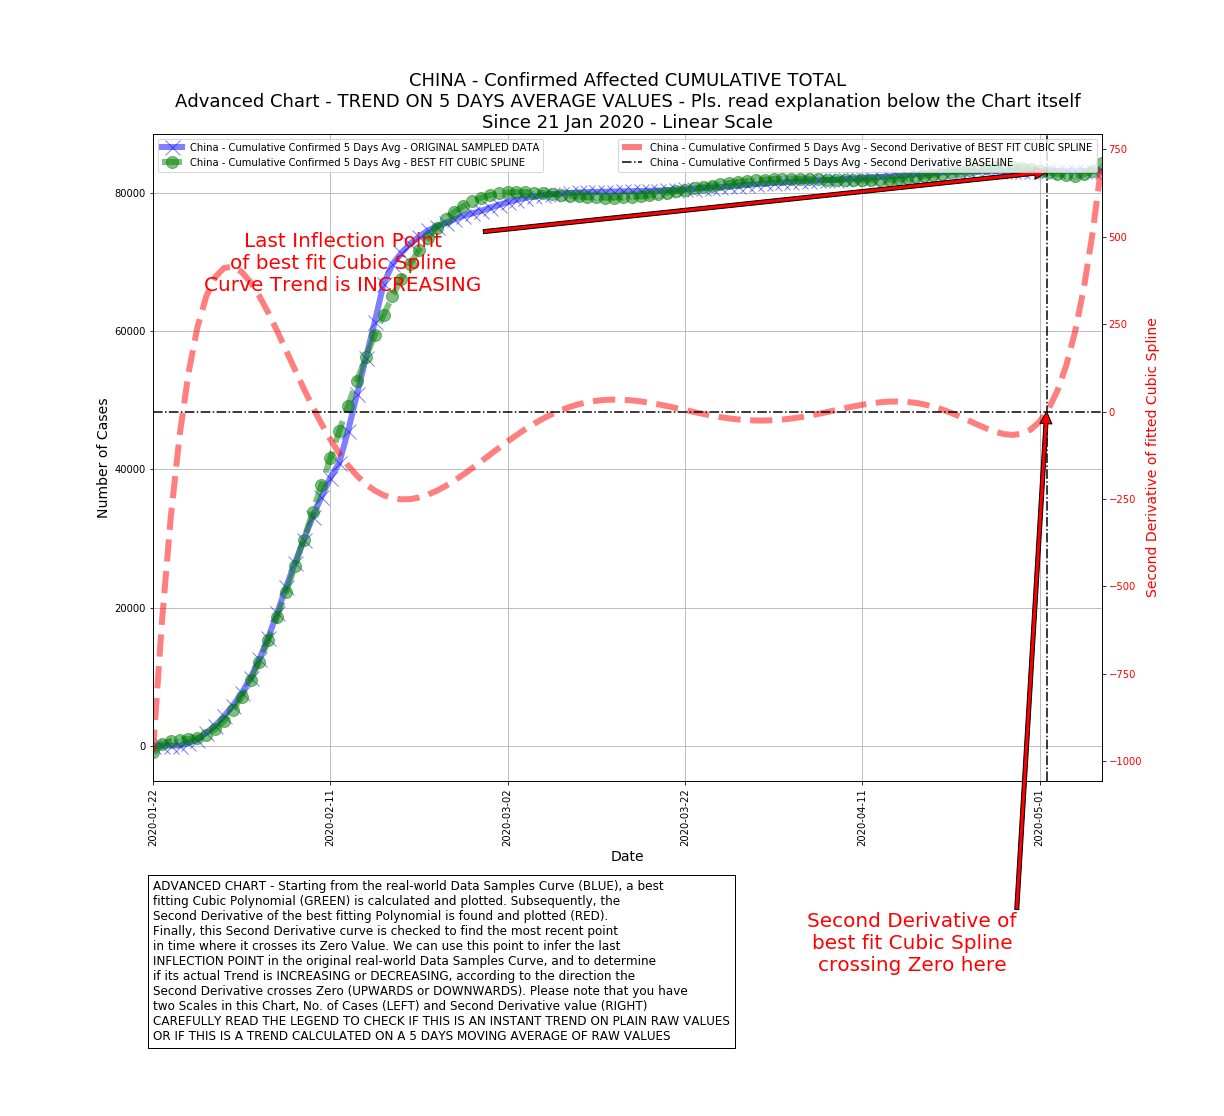 CHINA - Confirmed Affected CUMULATIVE TOTAL
Advanced Chart - TREND ON 5 DAYS AVERAGE VALUES - Pls. read explanation below the Chart itself
Since 21 Jan 2020 - Linear Scale
China - Cumulative Confirmed 5 Days Avg - ORIGINAL SAMPLED DATA
China - Cumulative Confirmed 5 Days Avg - BEST FIT CUBIC SPLINE
China - Cumulative Confirmed 5 Days Avg - Second Derivative of BEST FIT CUBIC SPLINE
China - Cumulative Confirmed 5 Days Avg - Second Derivative BASELINE
Last Inflection Point
of best fit Cubic Spline
Curve Trend is INCREASING
Number of Cases
80000
60000
40000
20000
0
750
500
250
0
−250
−500
−750
−1000
Second Derivative of fitted Cubic Spline
2020-01-22
2020-02-11
2020-03-02
2020-03-22
2020-04-11
2020-05-01
Date
ADVANCED CHART - Starting from the real-world Data Samples Curve (BLUE), a best
fitting Cubic Polynomial (GREEN) is calculated and plotted. Subsequently, the
Second Derivative of the best fitting Polynomial is found and plotted (RED).
Finally, this Second Derivative curve is checked to find the most recent point
in time where it crosses its Zero Value. We can use this point to infer the last
INFLECTION POINT in the original real-world Data Samples Curve, and to determine
if its actual Trend is INCREASING or DECREASING, according to the direction the
Second Derivative crosses Zero (UPWARDS or DOWNWARDS). Please note that you have
two Scales in this Chart, No. of Cases (LEFT) and Second Derivative value (RIGHT)
CAREFULLY READ THE LEGEND TO CHECK IF THIS IS AN INSTANT TREND ON PLAIN RAW VALUES
OR IF THIS IS A TREND CALCULATED ON A 5 DAYS MOVING AVERAGE OF RAW VALUES
Second Derivative of
best fit Cubic Spline
crossing Zero here